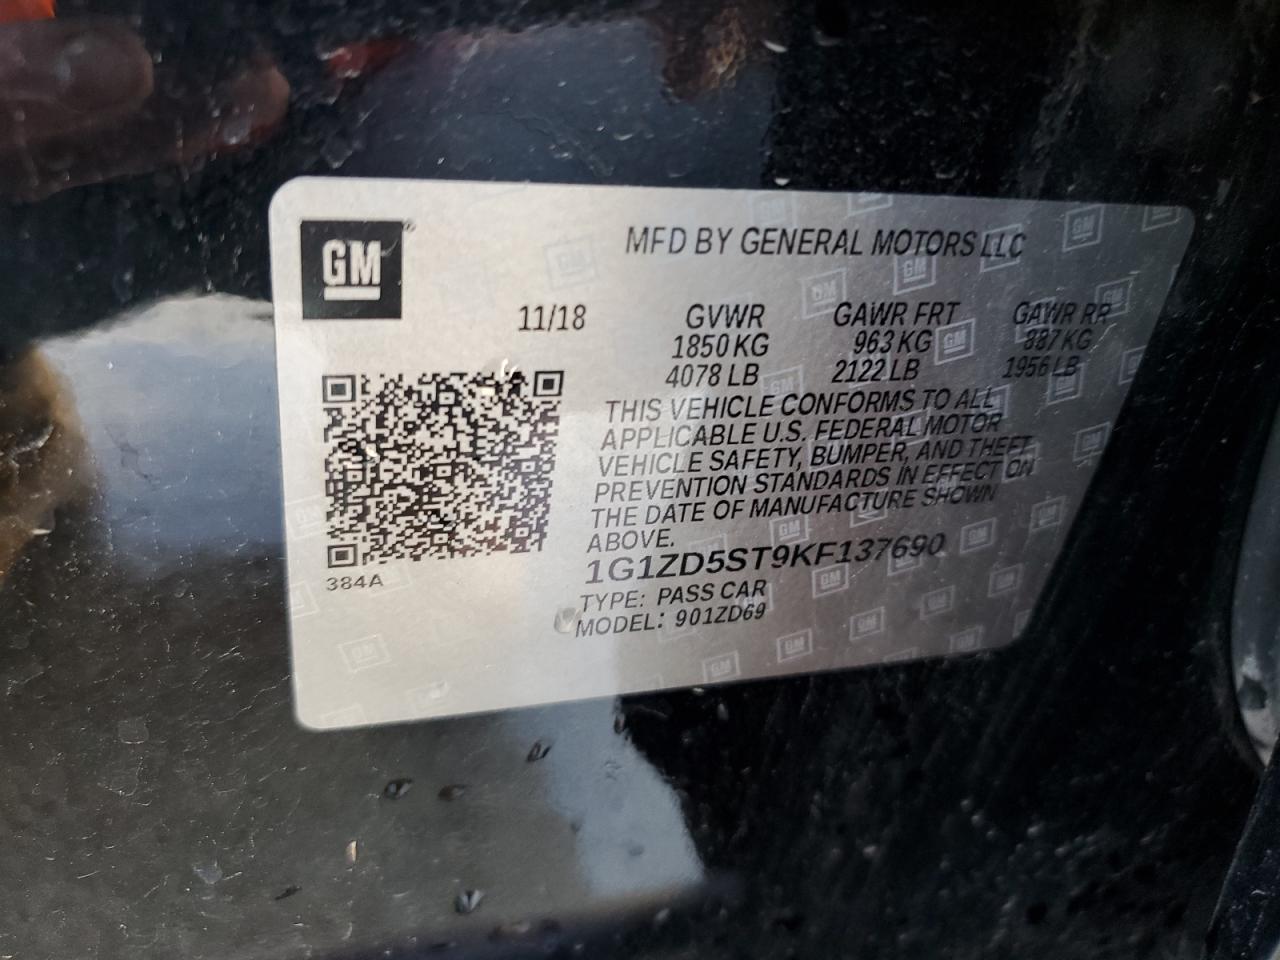 GM
MFD BY GENERAL MOTORS LLC
11/18 GVWR GAWR FRT GAWR RR
1850 KG 963 KG 887 KG
4078 LB 2122 LB 1956 LB
THIS VEHICLE CONFORMS TO ALL
APPLICABLE U.S. FEDERAL MOTOR
VEHICLE SAFETY, BUMPER, AND THEFT
PREVENTION STANDARDS IN EFFECT ON
THE DATE OF MANUFACTURE SHOWN
ABOVE.
384A
1G1ZD5ST9KF137690
TYPE: PASS CAR
MODEL: 901ZD69